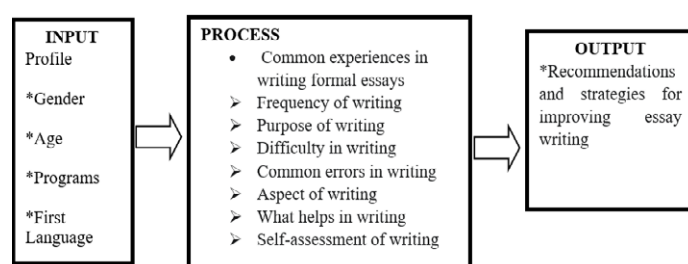 INPUT
Profile
*Gender
*Age
*Programs
*First
Language
PROCESS
• Common experiences in
writing formal essays
➢ Frequency of writing
➢ Purpose of writing
➢ Difficulty in writing
➢ Common errors in writing
➢ Aspect of writing
➢ What helps in writing
➢ Self-assessment of writing
OUTPUT
*Recommendations
and strategies for
improving essay
writing